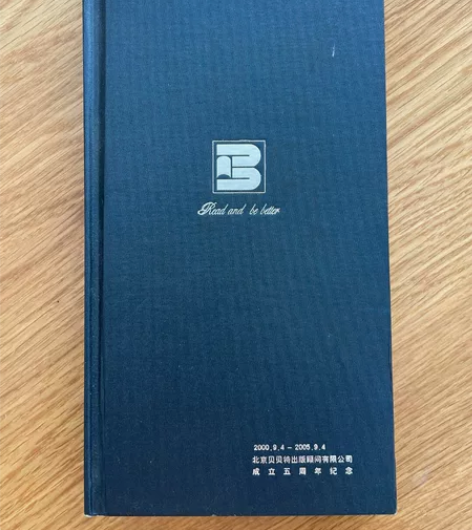 B
Read and be better
2000.9.4 - 2005.9.4
北京贝贝特出版顾问有限公司
成立五周年纪念